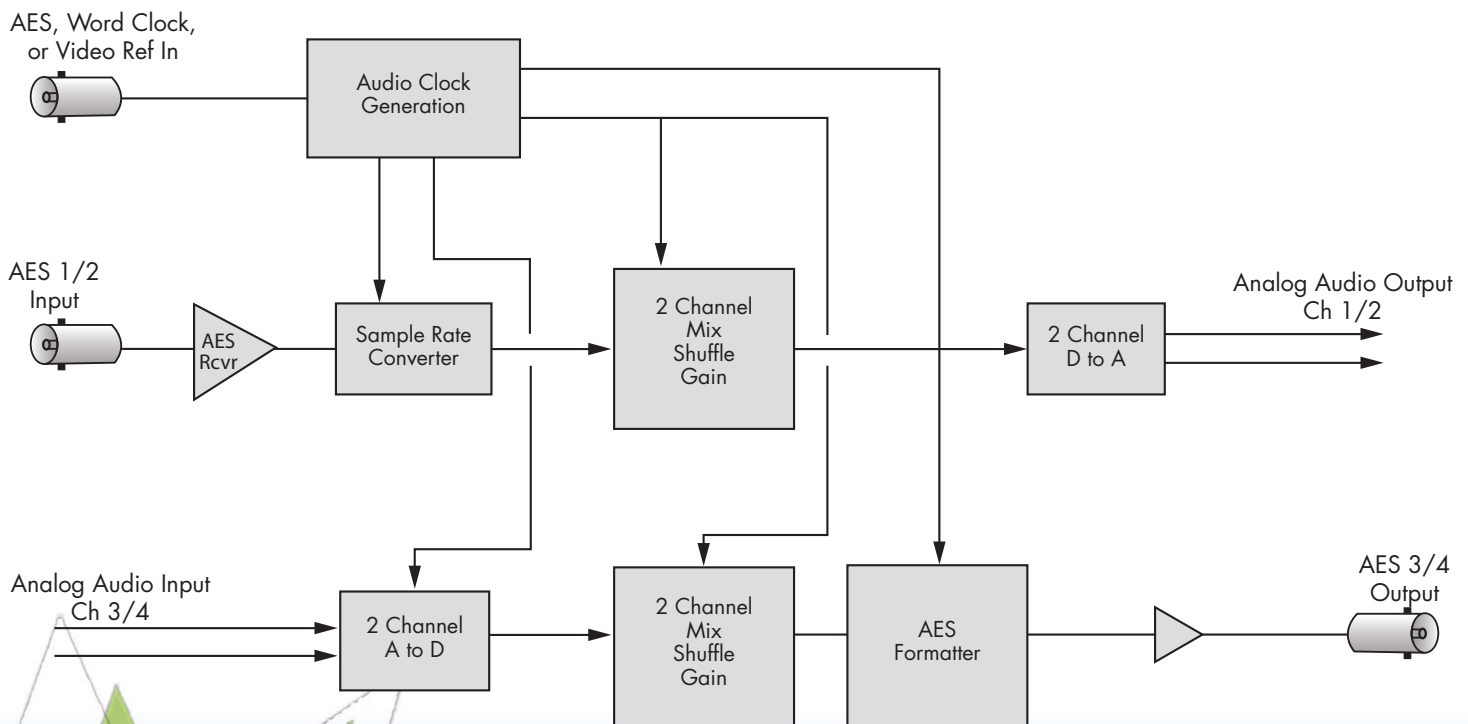 AES, Word Clock,
or Video Ref In
Audio Clock
Generation
AES 1/2
Input
AES
Rcvr
Sample Rate
Converter
2 Channel
Mix
Shuffle
Gain
2 Channel
D to A
Analog Audio Output
Ch 1/2
Analog Audio Input
Ch 3/4
2 Channel
A to D
2 Channel
Mix
Shuffle
Gain
AES
Formatter
AES 3/4
Output